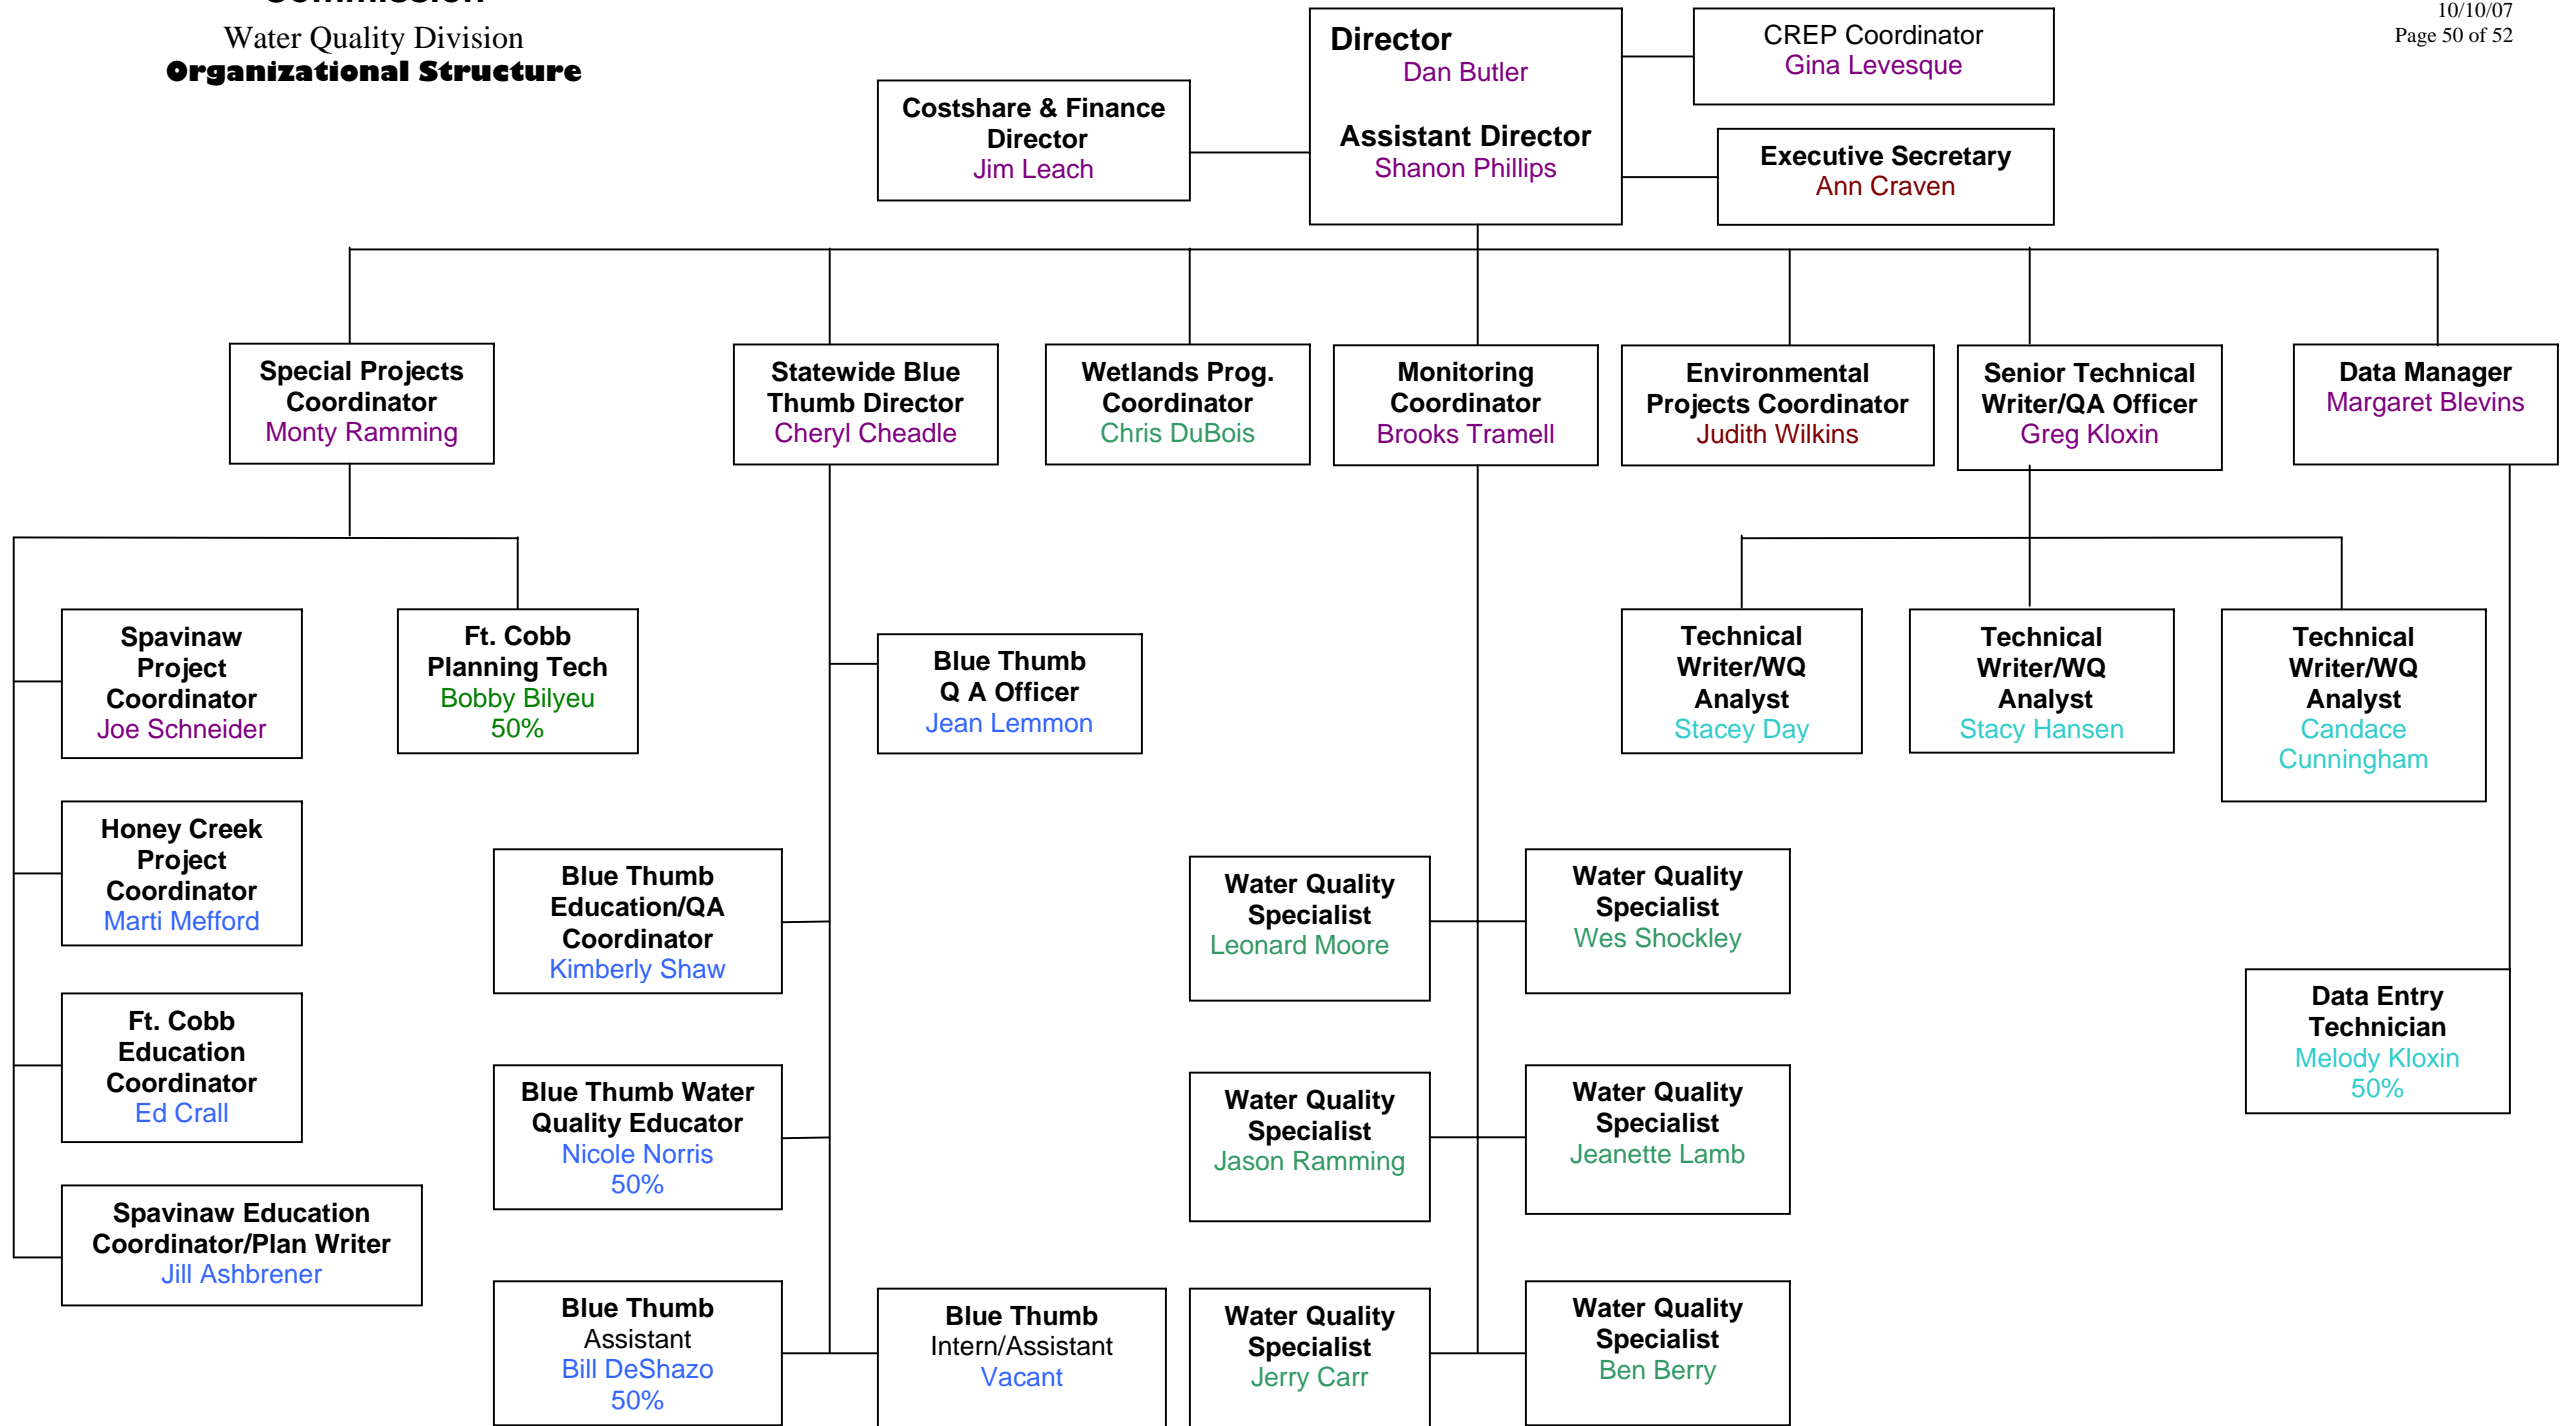 Water Quality Division
Organizational Structure
10/10/07
Page 50 of 52
Director
Dan Butler
Assistant Director
Shanon Phillips
CREP Coordinator
Gina Levesque
Costshare & Finance
Director
Jim Leach
Executive Secretary
Ann Craven
Special Projects
Coordinator
Monty Ramming
Statewide Blue
Thumb Director
Cheryl Cheadle
Wetlands Prog.
Coordinator
Chris DuBois
Monitoring
Coordinator
Brooks Tramell
Environmental
Projects Coordinator
Judith Wilkins
Senior Technical
Writer/QA Officer
Greg Kloxin
Data Manager
Margaret Blevins
Spavinaw
Project
Coordinator
Joe Schneider
Ft. Cobb
Planning Tech
Bobby Bilyeu
50%
Blue Thumb
Q A Officer
Jean Lemmon
Technical
Writer/WQ
Analyst
Stacey Day
Technical
Writer/WQ
Analyst
Stacy Hansen
Technical
Writer/WQ
Analyst
Candace
Cunningham
Honey Creek
Project
Coordinator
Marti Mefford
Blue Thumb
Education/QA
Coordinator
Kimberly Shaw
Water Quality
Specialist
Leonard Moore
Water Quality
Specialist
Wes Shockley
Ft. Cobb
Education
Coordinator
Ed Crall
Data Entry
Technician
Melody Kloxin
50%
Blue Thumb Water
Quality Educator
Nicole Norris
50%
Water Quality
Specialist
Jason Ramming
Water Quality
Specialist
Jeanette Lamb
Spavinaw Education
Coordinator/Plan Writer
Jill Ashbrener
Blue Thumb
Assistant
Bill DeShazo
50%
Blue Thumb
Intern/Assistant
Vacant
Water Quality
Specialist
Jerry Carr
Water Quality
Specialist
Ben Berry